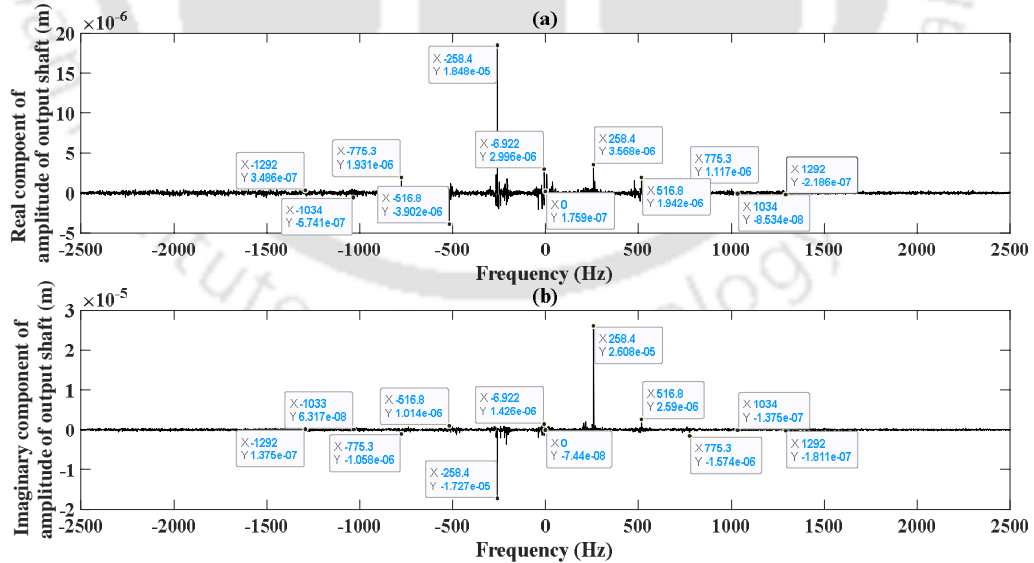 (a)
×10^-6
Real compoent of
amplitude of output shaft (m)
20
15
10
5
0
-5
X -258.4
Y 1.848e-05
X -6.922
Y 2.996e-06
X 258.4
Y 3.568e-06
X -775.3
Y 1.931e-06
X 775.3
Y 1.117e-06
X -1292
Y 3.486e-07
X 1292
Y -2.186e-07
X -516.8
Y -3.902e-06
X 516.8
Y 1.942e-06
X -1034
Y -5.741e-07
X 0
Y 1.759e-07
X 1034
Y -8.534e-08
-2500 -2000 -1500 -1000 -500 0 500 1000 1500 2000 2500
Frequency (Hz)
(b)
×10^-5
Imaginary component of
amplitude of output shaft (m)
3
2
1
0
-1
-2
X 258.4
Y 2.608e-05
X -516.8
Y 1.014e-06
X -6.922
Y 1.426e-06
X 516.8
Y 2.59e-06
X -1033
Y 6.317e-08
X 1034
Y -1.375e-07
X -1292
Y 1.375e-07
X -775.3
Y -1.058e-06
X 0
Y -7.44e-08
X 775.3
Y -1.574e-06
X 1292
Y -1.811e-07
X -258.4
Y -1.727e-05
-2500 -2000 -1500 -1000 -500 0 500 1000 1500 2000 2500
Frequency (Hz)